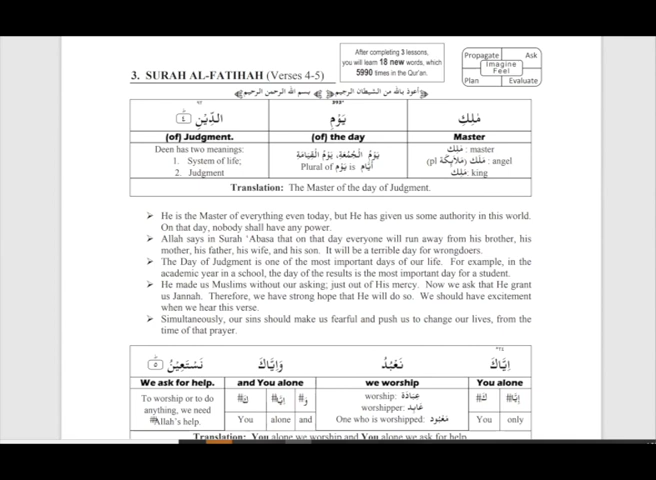 After completing 3 lessons,
you will learn 18 new words, which
5990 times in the Qur'an.
Propagate Ask
Imagine
Feel
Plan Evaluate
3. SURAH AL-FATIHAH (Verses 4-5)
أعوذ بالله من الشيطان الرجيم بسم الله الرحمن الرحيم
مٰلِكِ يَوْمِ الدِّيْنِ ٤
Master (of) the day (of) Judgment.
مٰلِك: master
مَلَك (مَلَآئِكَة pl) : angel
مَلِك: king
يَوْمُ الْجُمُعَةِ، يَوْمُ الْقِيَامَةِ
Plural of يَوْم is أَيَّام
Deen has two meanings:
1. System of life;
2. Judgment
Translation: The Master of the day of Judgment.
➤ He is the Master of everything even today, but He has given us some authority in this world.
On that day, nobody shall have any power.
➤ Allah says in Surah 'Abasa that on that day everyone will run away from his brother, his
mother, his father, his wife, and his son. It will be a terrible day for wrongdoers.
➤ The Day of Judgment is one of the most important days of our life. For example, in the
academic year in a school, the day of the results is the most important day for a student.
➤ He made us Muslims without our asking; just out of His mercy. Now we ask that He grant
us Jannah. Therefore, we have strong hope that He will do so. We should have excitement
when we hear this verse.
➤ Simultaneously, our sins should make us fearful and push us to change our lives, from the
time of that prayer.
إِيَّاكَ نَعْبُدُ وَإِيَّاكَ نَسْتَعِيْنُ ٥
You alone we worship and You alone We ask for help.
إِيَّا# ك#
only You
worship: عِبَادَة
worshipper: عَابِد
One who is worshipped: مَعْبُود
و# إِيَّا# ك#
and alone You
To worship or to do
anything, we need
Allah's help.
Translation: You alone we worship and You alone we ask for help.